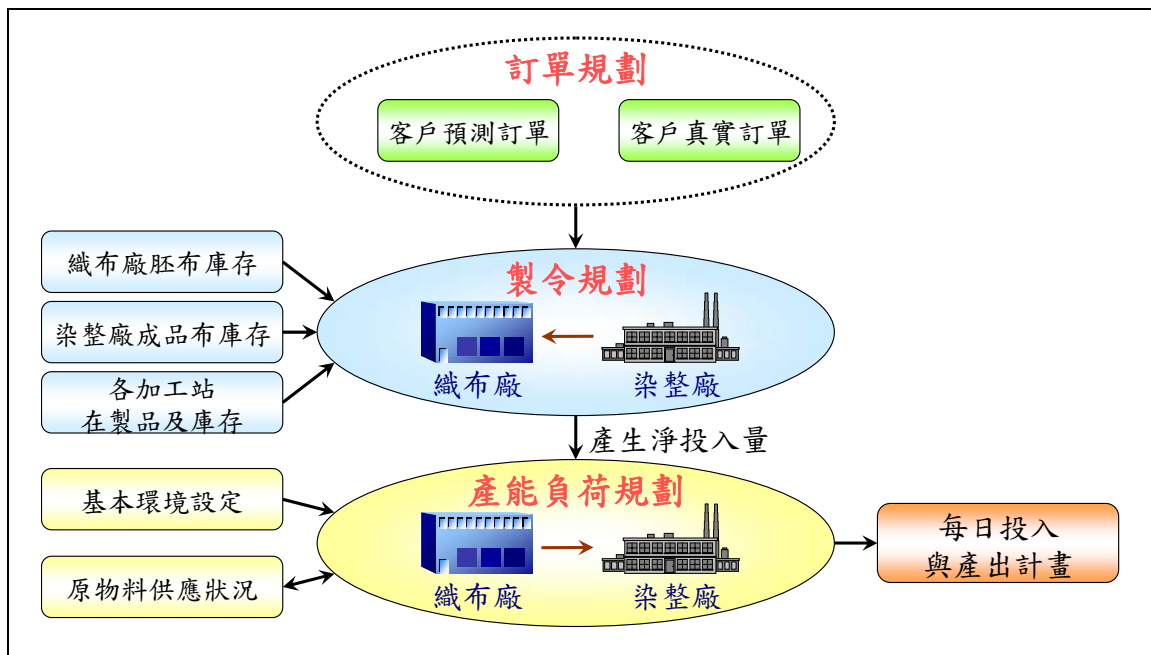 訂單規劃
客戶預測訂單
客戶真實訂單
織布廠胚布庫存
製令規劃
染整廠成品布庫存
織布廠
染整廠
各加工站
在製品及庫存
產生淨投入量
基本環境設定
產能負荷規劃
每日投入
與產出計畫
原物料供應狀況
織布廠
染整廠